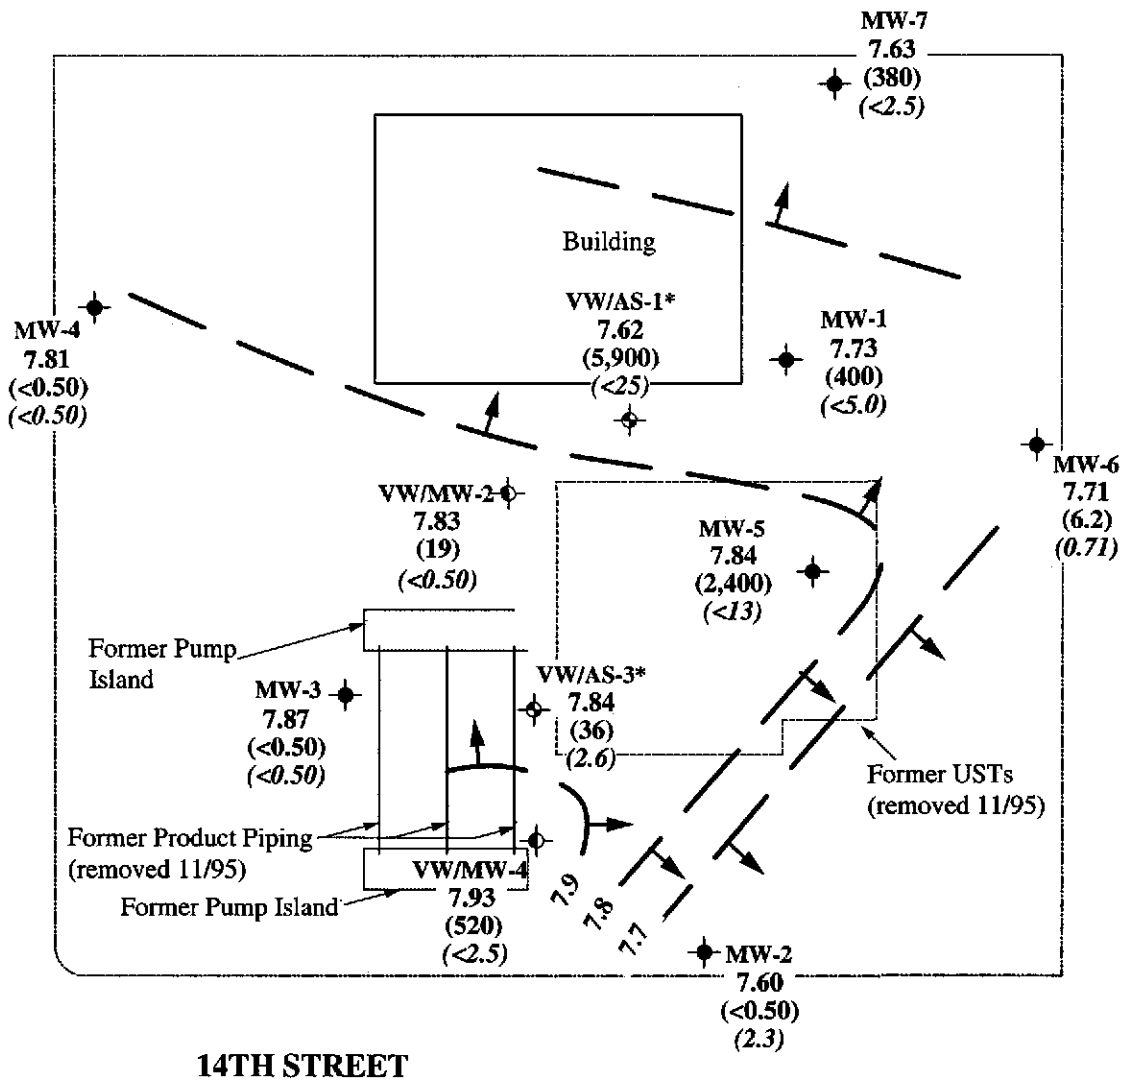 MW-7
7.63
(380)
(<2.5)
Building
VW/AS-1*
7.62
(5,900)
(<25)
MW-1
7.73
(400)
(<5.0)
MW-4
7.81
(<0.50)
(<0.50)
MW-6
7.71
(6.2)
(0.71)
VW/MW-2
7.83
(19)
(<0.50)
MW-5
7.84
(2,400)
(<13)
Former Pump
Island
MW-3
7.87
(<0.50)
(<0.50)
VW/AS-3*
7.84
(36)
(2.6)
Former USTs
(removed 11/95)
Former Product Piping
(removed 11/95)
VW/MW-4
7.93
(520)
(<2.5)
Former Pump Island
7.9
7.8
7.7
MW-2
7.60
(<0.50)
(2.3)
14TH STREET